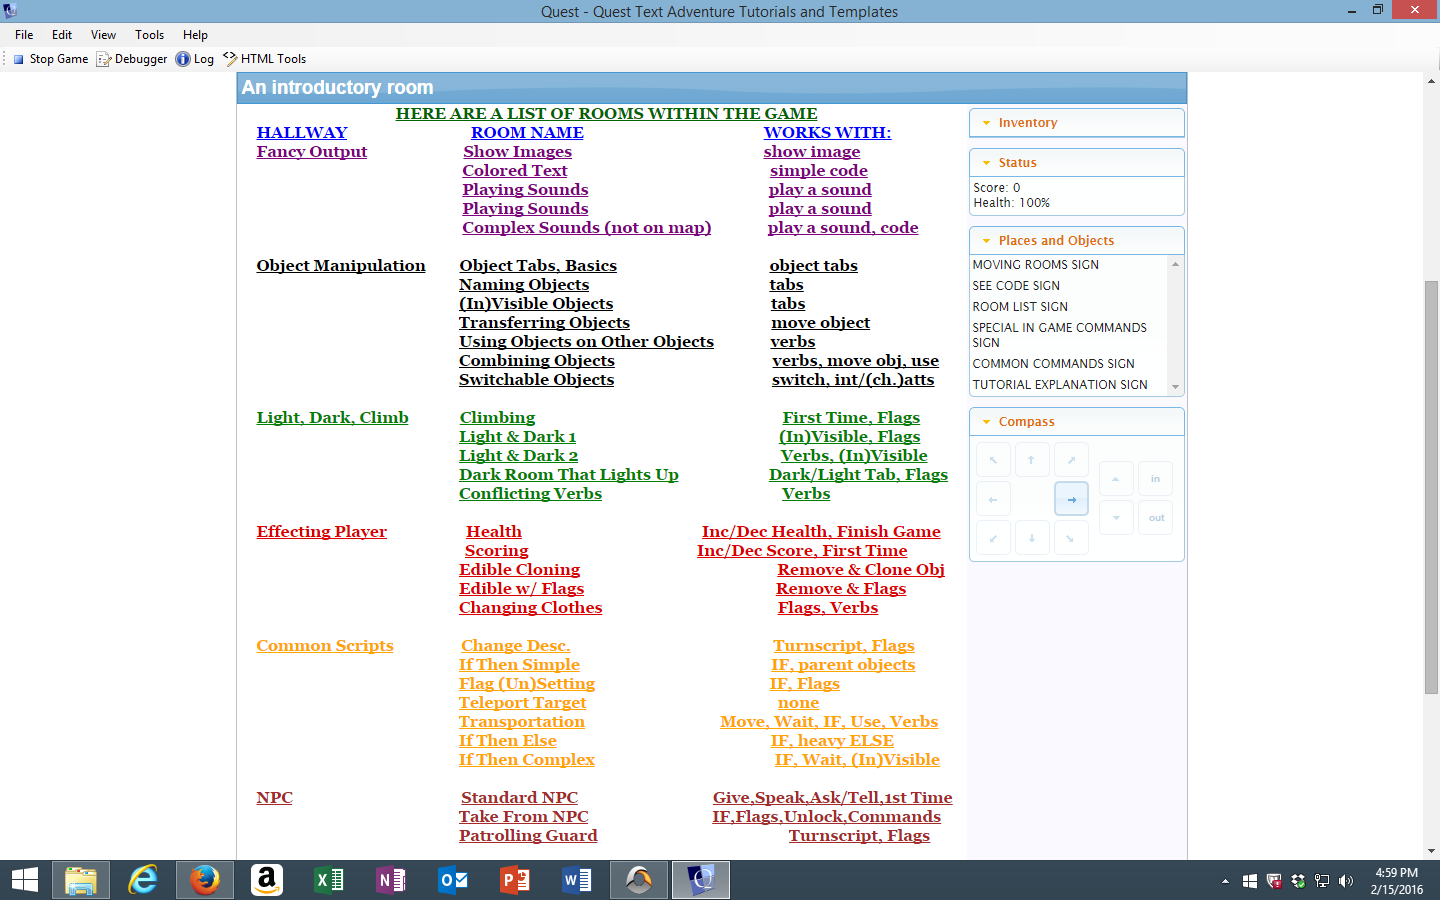 Quest - Quest Text Adventure Tutorials and Templates
File Edit View Tools Help
Stop Game Debugger Log HTML Tools
An introductory room
HERE ARE A LIST OF ROOMS WITHIN THE GAME
HALLWAY ROOM NAME WORKS WITH:
Fancy Output Show Images show image
Colored Text simple code
Playing Sounds play a sound
Playing Sounds play a sound
Complex Sounds (not on map) play a sound, code
Object Manipulation Object Tabs, Basics object tabs
Naming Objects tabs
(In)Visible Objects tabs
Transferring Objects move object
Using Objects on Other Objects verbs
Combining Objects verbs, move obj, use
Switchable Objects switch, int/(ch.)atts
Light, Dark, Climb Climbing First Time, Flags
Light & Dark 1 (In)Visible, Flags
Light & Dark 2 Verbs, (In)Visible
Dark Room That Lights Up Dark/Light Tab, Flags
Conflicting Verbs Verbs
Effecting Player Health Inc/Dec Health, Finish Game
Scoring Inc/Dec Score, First Time
Edible Cloning Remove & Clone Obj
Edible w/ Flags Remove & Flags
Changing Clothes Flags, Verbs
Common Scripts Change Desc. Turnscript, Flags
If Then Simple IF, parent objects
Flag (Un)Setting IF, Flags
Teleport Target none
Transportation Move, Wait, IF, Use, Verbs
If Then Else IF, heavy ELSE
If Then Complex IF, Wait, (In)Visible
NPC Standard NPC Give,Speak,Ask/Tell,1st Time
Take From NPC IF,Flags,Unlock,Commands
Patrolling Guard Turnscript, Flags
Inventory
Status
Score: 0
Health: 100%
Places and Objects
MOVING ROOMS SIGN
SEE CODE SIGN
ROOM LIST SIGN
SPECIAL IN GAME COMMANDS
SIGN
COMMON COMMANDS SIGN
TUTORIAL EXPLANATION SIGN
Compass
in
out
4:59 PM
2/15/2016